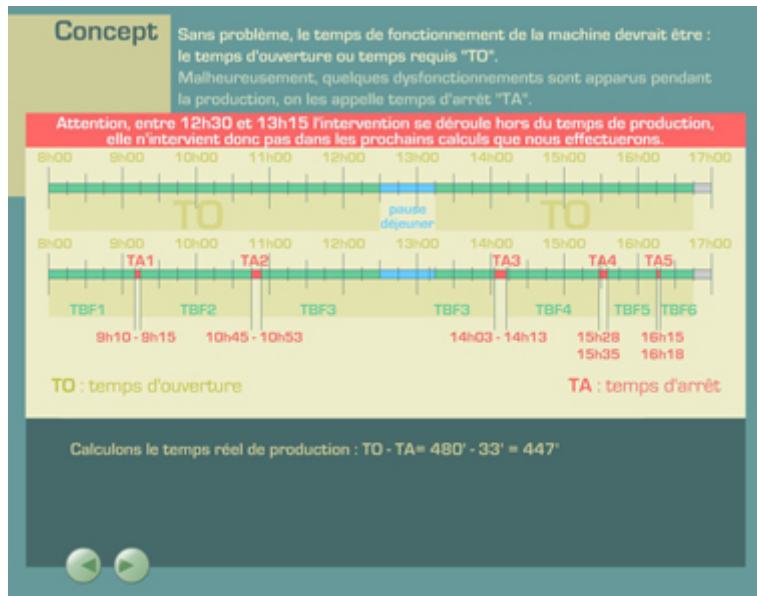 Concept
Sans problème, le temps de fonctionnement de la machine devrait être :
le temps d'ouverture ou temps requis "TO".
Malheureusement, quelques dysfonctionnements sont apparus pendant
la production, on les appelle temps d'arrêt "TA".
Attention, entre 12h30 et 13h15 l'intervention se déroule hors du temps de production,
elle n'intervient donc pas dans les prochains calculs que nous effectuerons.
8h00 9h00 10h00 11h00 12h00 13h00 14h00 15h00 16h00 17h00
TO pause TO
déjeuner
8h00 9h00 10h00 11h00 12h00 13h00 14h00 15h00 16h00 17h00
TA1 TA2 TA3 TA4 TA5
TBF1 TBF2 TBF3 TBF3 TBF4 TBF5 TBF6
9h10 - 9h15 10h45 - 10h53 14h03 - 14h13 15h28 16h15
15h35 16h18
TO : temps d'ouverture TA : temps d'arrêt
Calculons le temps réel de production : TO - TA= 480' - 33' = 447'